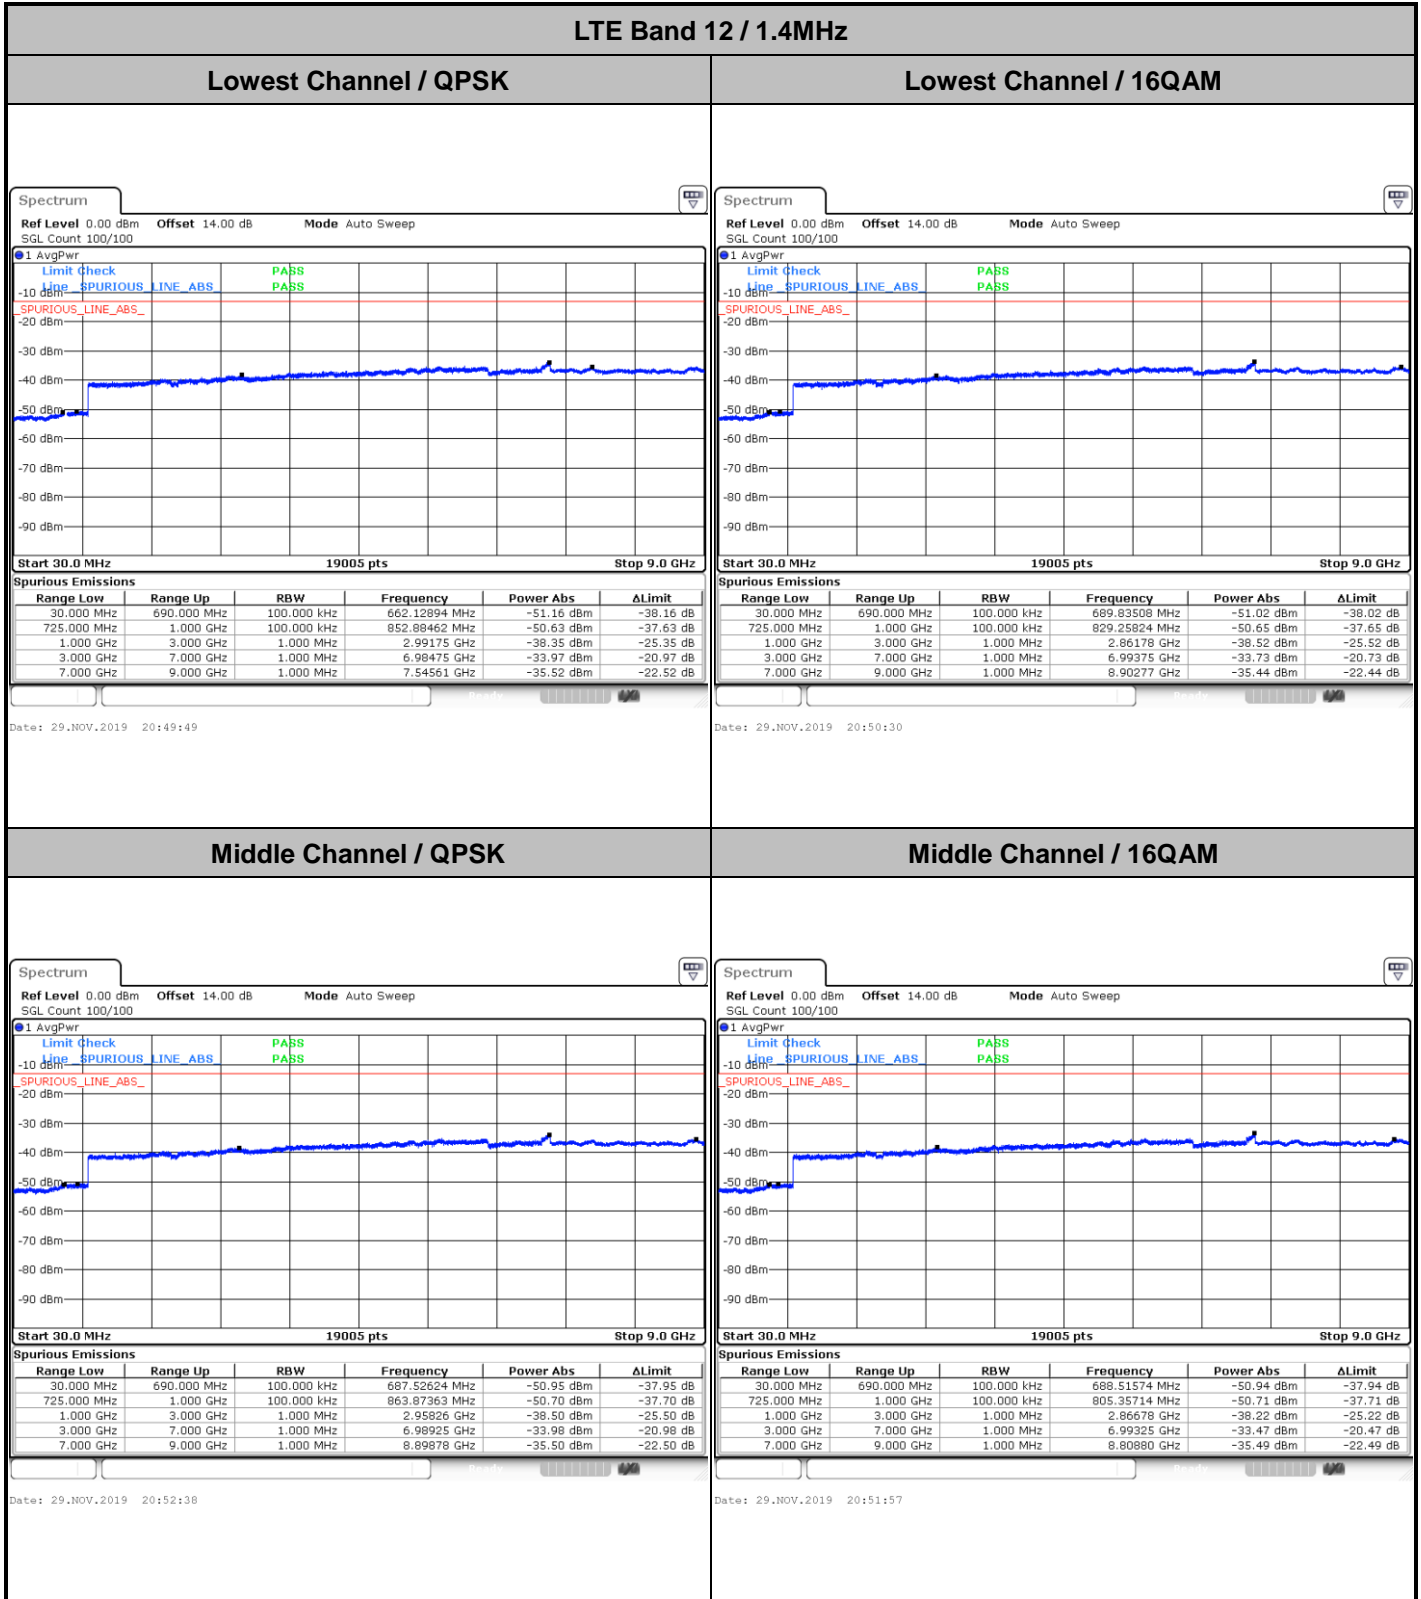 LTE Band 12 / 1.4MHz
Lowest Channel / QPSK
Lowest Channel / 16QAM
Spectrum
Ref Level 0.00 dBm Offset 14.00 dB Mode Auto Sweep
SGL Count 100/100
1 AvgPwr
Limit Check PASS
Line _SPURIOUS_LINE_ABS_ PASS
-10 dBm
_SPURIOUS_LINE_ABS_
-20 dBm
-30 dBm
-40 dBm
-50 dBm
-60 dBm
-70 dBm
-80 dBm
-90 dBm
Start 30.0 MHz 19005 pts Stop 9.0 GHz
Spurious Emissions
Range Low Range Up RBW Frequency Power Abs ΔLimit
30.000 MHz 690.000 MHz 100.000 kHz 662.12894 MHz -51.16 dBm -38.16 dB
725.000 MHz 1.000 GHz 100.000 kHz 852.88462 MHz -50.63 dBm -37.63 dB
1.000 GHz 3.000 GHz 1.000 MHz 2.99175 GHz -38.35 dBm -25.35 dB
3.000 GHz 7.000 GHz 1.000 MHz 6.98475 GHz -33.97 dBm -20.97 dB
7.000 GHz 9.000 GHz 1.000 MHz 7.54561 GHz -35.52 dBm -22.52 dB
Ready
Date: 29.NOV.2019 20:49:49
Spectrum
Ref Level 0.00 dBm Offset 14.00 dB Mode Auto Sweep
SGL Count 100/100
1 AvgPwr
Limit Check PASS
Line _SPURIOUS_LINE_ABS_ PASS
-10 dBm
_SPURIOUS_LINE_ABS_
-20 dBm
-30 dBm
-40 dBm
-50 dBm
-60 dBm
-70 dBm
-80 dBm
-90 dBm
Start 30.0 MHz 19005 pts Stop 9.0 GHz
Spurious Emissions
Range Low Range Up RBW Frequency Power Abs ΔLimit
30.000 MHz 690.000 MHz 100.000 kHz 689.83508 MHz -51.02 dBm -38.02 dB
725.000 MHz 1.000 GHz 100.000 kHz 829.25824 MHz -50.65 dBm -37.65 dB
1.000 GHz 3.000 GHz 1.000 MHz 2.86178 GHz -38.52 dBm -25.52 dB
3.000 GHz 7.000 GHz 1.000 MHz 6.99375 GHz -33.73 dBm -20.73 dB
7.000 GHz 9.000 GHz 1.000 MHz 8.90277 GHz -35.44 dBm -22.44 dB
Ready
Date: 29.NOV.2019 20:50:30
Middle Channel / QPSK
Middle Channel / 16QAM
Spectrum
Ref Level 0.00 dBm Offset 14.00 dB Mode Auto Sweep
SGL Count 100/100
1 AvgPwr
Limit Check PASS
Line _SPURIOUS_LINE_ABS_ PASS
-10 dBm
_SPURIOUS_LINE_ABS_
-20 dBm
-30 dBm
-40 dBm
-50 dBm
-60 dBm
-70 dBm
-80 dBm
-90 dBm
Start 30.0 MHz 19005 pts Stop 9.0 GHz
Spurious Emissions
Range Low Range Up RBW Frequency Power Abs ΔLimit
30.000 MHz 690.000 MHz 100.000 kHz 687.52624 MHz -50.95 dBm -37.95 dB
725.000 MHz 1.000 GHz 100.000 kHz 863.87363 MHz -50.70 dBm -37.70 dB
1.000 GHz 3.000 GHz 1.000 MHz 2.95826 GHz -38.50 dBm -25.50 dB
3.000 GHz 7.000 GHz 1.000 MHz 6.98925 GHz -33.98 dBm -20.98 dB
7.000 GHz 9.000 GHz 1.000 MHz 8.89878 GHz -35.50 dBm -22.50 dB
Ready
Date: 29.NOV.2019 20:52:38
Spectrum
Ref Level 0.00 dBm Offset 14.00 dB Mode Auto Sweep
SGL Count 100/100
1 AvgPwr
Limit Check PASS
Line _SPURIOUS_LINE_ABS_ PASS
-10 dBm
_SPURIOUS_LINE_ABS_
-20 dBm
-30 dBm
-40 dBm
-50 dBm
-60 dBm
-70 dBm
-80 dBm
-90 dBm
Start 30.0 MHz 19005 pts Stop 9.0 GHz
Spurious Emissions
Range Low Range Up RBW Frequency Power Abs ΔLimit
30.000 MHz 690.000 MHz 100.000 kHz 688.51574 MHz -50.94 dBm -37.94 dB
725.000 MHz 1.000 GHz 100.000 kHz 805.35714 MHz -50.71 dBm -37.71 dB
1.000 GHz 3.000 GHz 1.000 MHz 2.86678 GHz -38.22 dBm -25.22 dB
3.000 GHz 7.000 GHz 1.000 MHz 6.99325 GHz -33.47 dBm -20.47 dB
7.000 GHz 9.000 GHz 1.000 MHz 8.80880 GHz -35.49 dBm -22.49 dB
Ready
Date: 29.NOV.2019 20:51:57